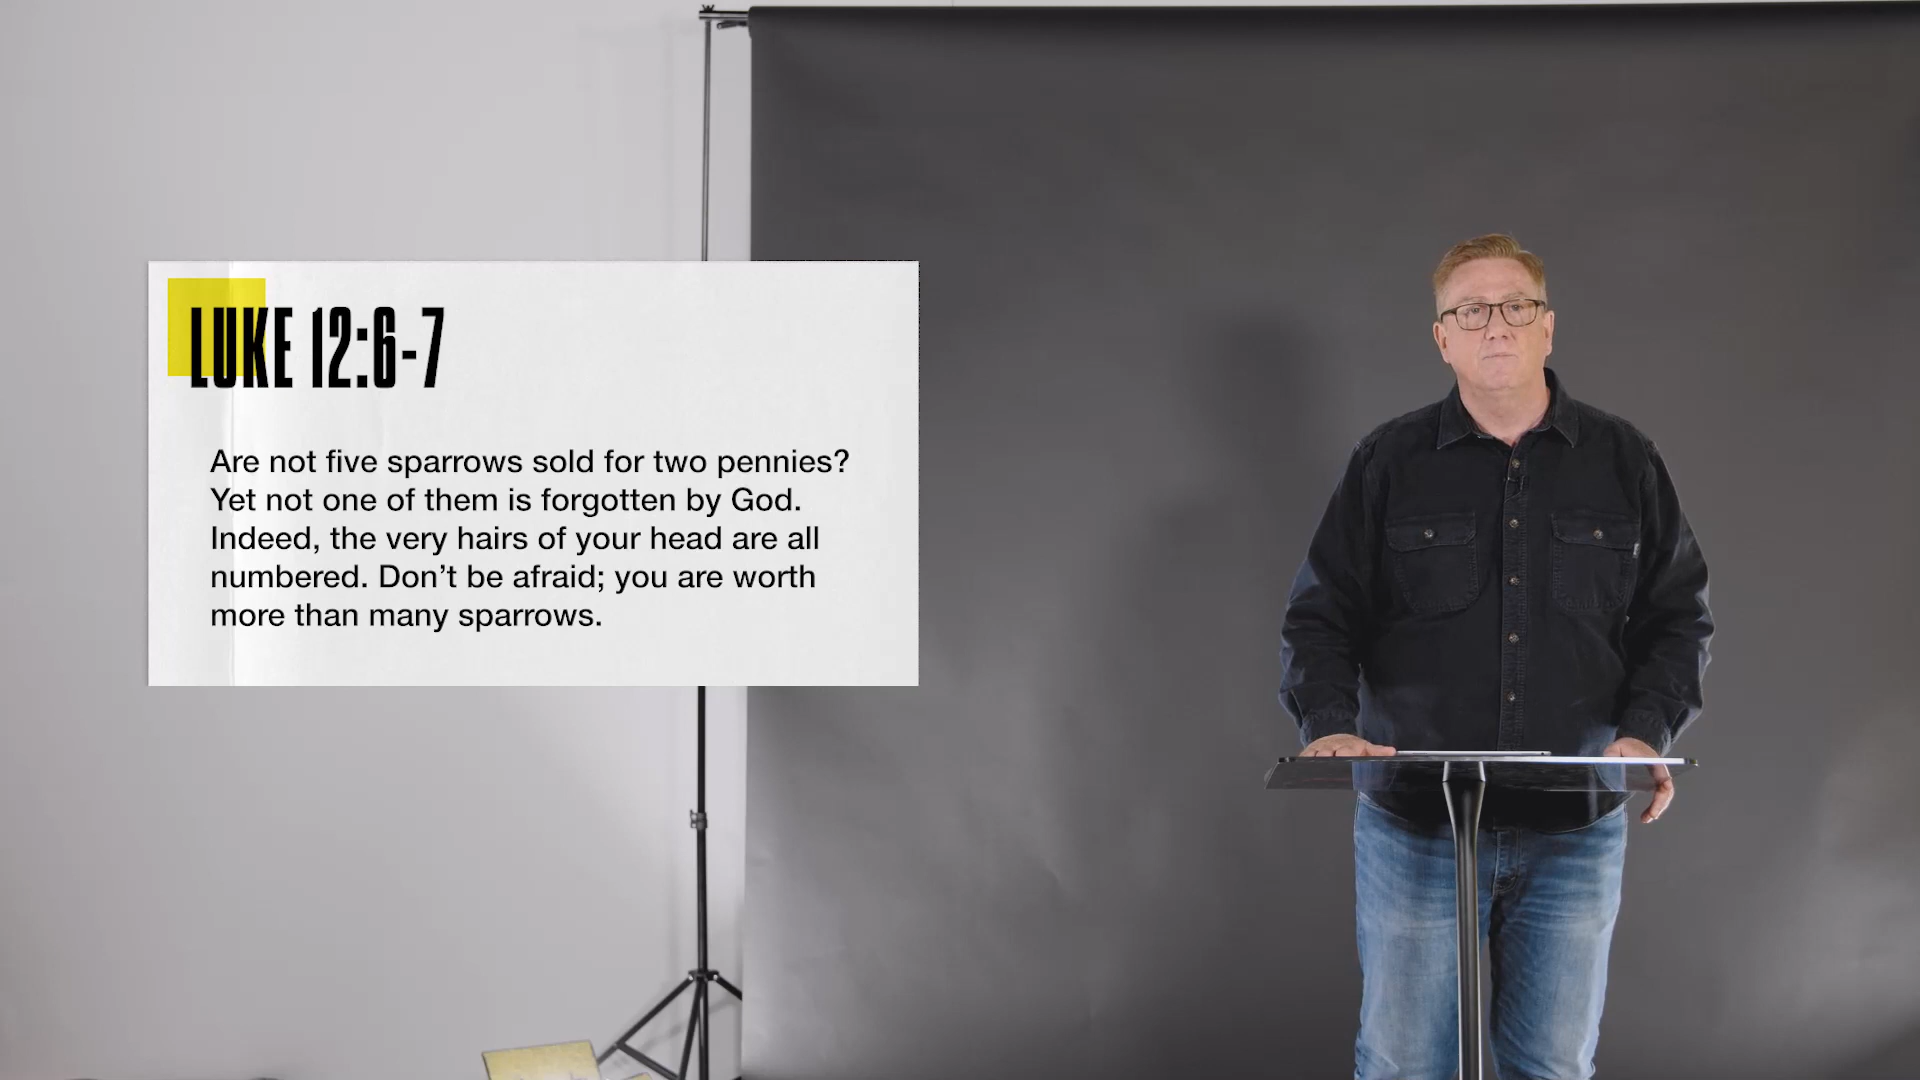 LUKE 12:6-7
Are not five sparrows sold for two pennies?
Yet not one of them is forgotten by God.
Indeed, the very hairs of your head are all
numbered. Don’t be afraid; you are worth
more than many sparrows.